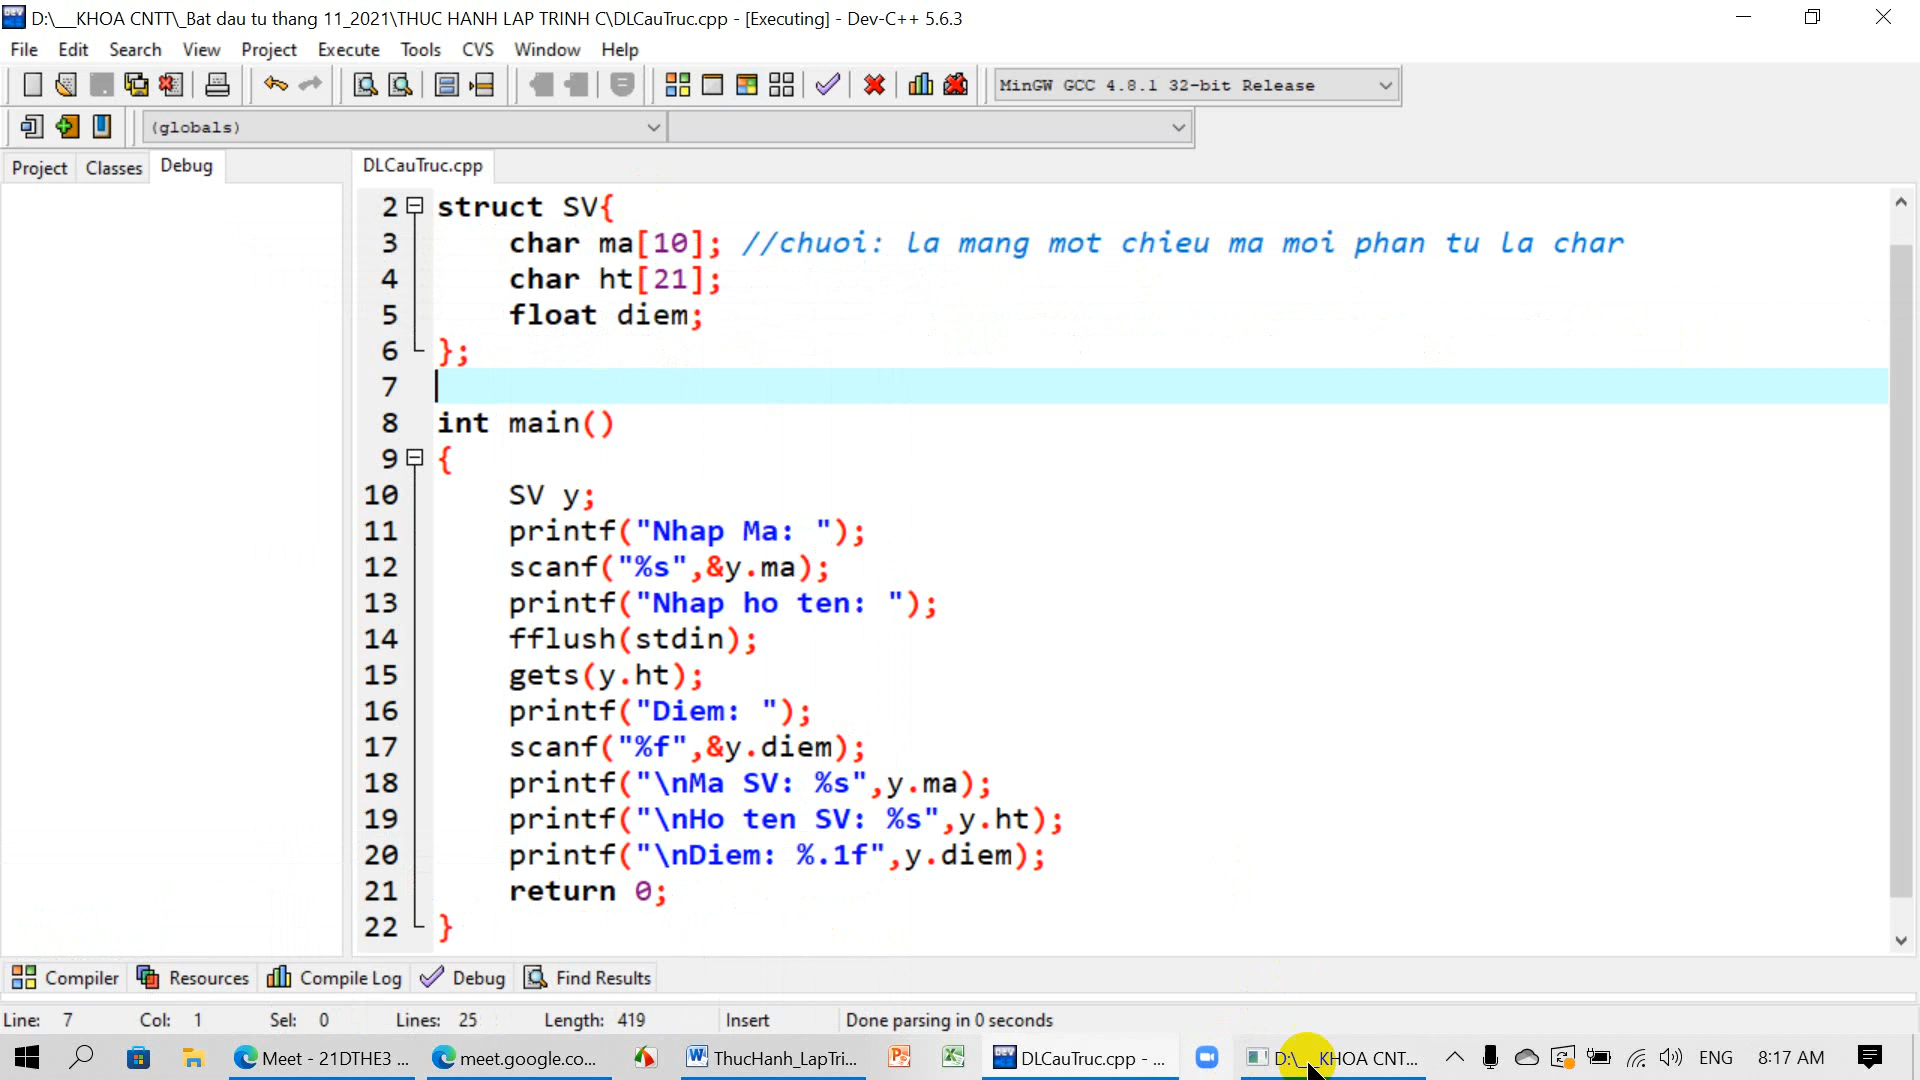 D:\__KHOA CNTT\_Bat dau tu thang 11_2021\THUC HANH LAP TRINH C\DLCauTruc.cpp - [Executing] - Dev-C++ 5.6.3
File Edit Search View Project Execute Tools CVS Window Help
MinGW GCC 4.8.1 32-bit Release
(globals)
Project Classes Debug DLCauTruc.cpp
2 struct SV{
3 char ma[10]; //chuoi: la mang mot chieu ma moi phan tu la char
4 char ht[21];
5 float diem;
6 };
7
8 int main()
9 {
10 SV y;
11 printf("Nhap Ma: ");
12 scanf("%s",&y.ma);
13 printf("Nhap ho ten: ");
14 fflush(stdin);
15 gets(y.ht);
16 printf("Diem: ");
17 scanf("%f",&y.diem);
18 printf("\nMa SV: %s",y.ma);
19 printf("\nHo ten SV: %s",y.ht);
20 printf("\nDiem: %.1f",y.diem);
21 return 0;
22 }
Compiler Resources Compile Log Debug Find Results
Line: 7 Col: 1 Sel: 0 Lines: 25 Length: 419 Insert Done parsing in 0 seconds
Meet - 21DTHE3 ... meet.google.co... ThucHanh_LapTri... DLCauTruc.cpp - ... D:\__KHOA CNT... ENG 8:17 AM